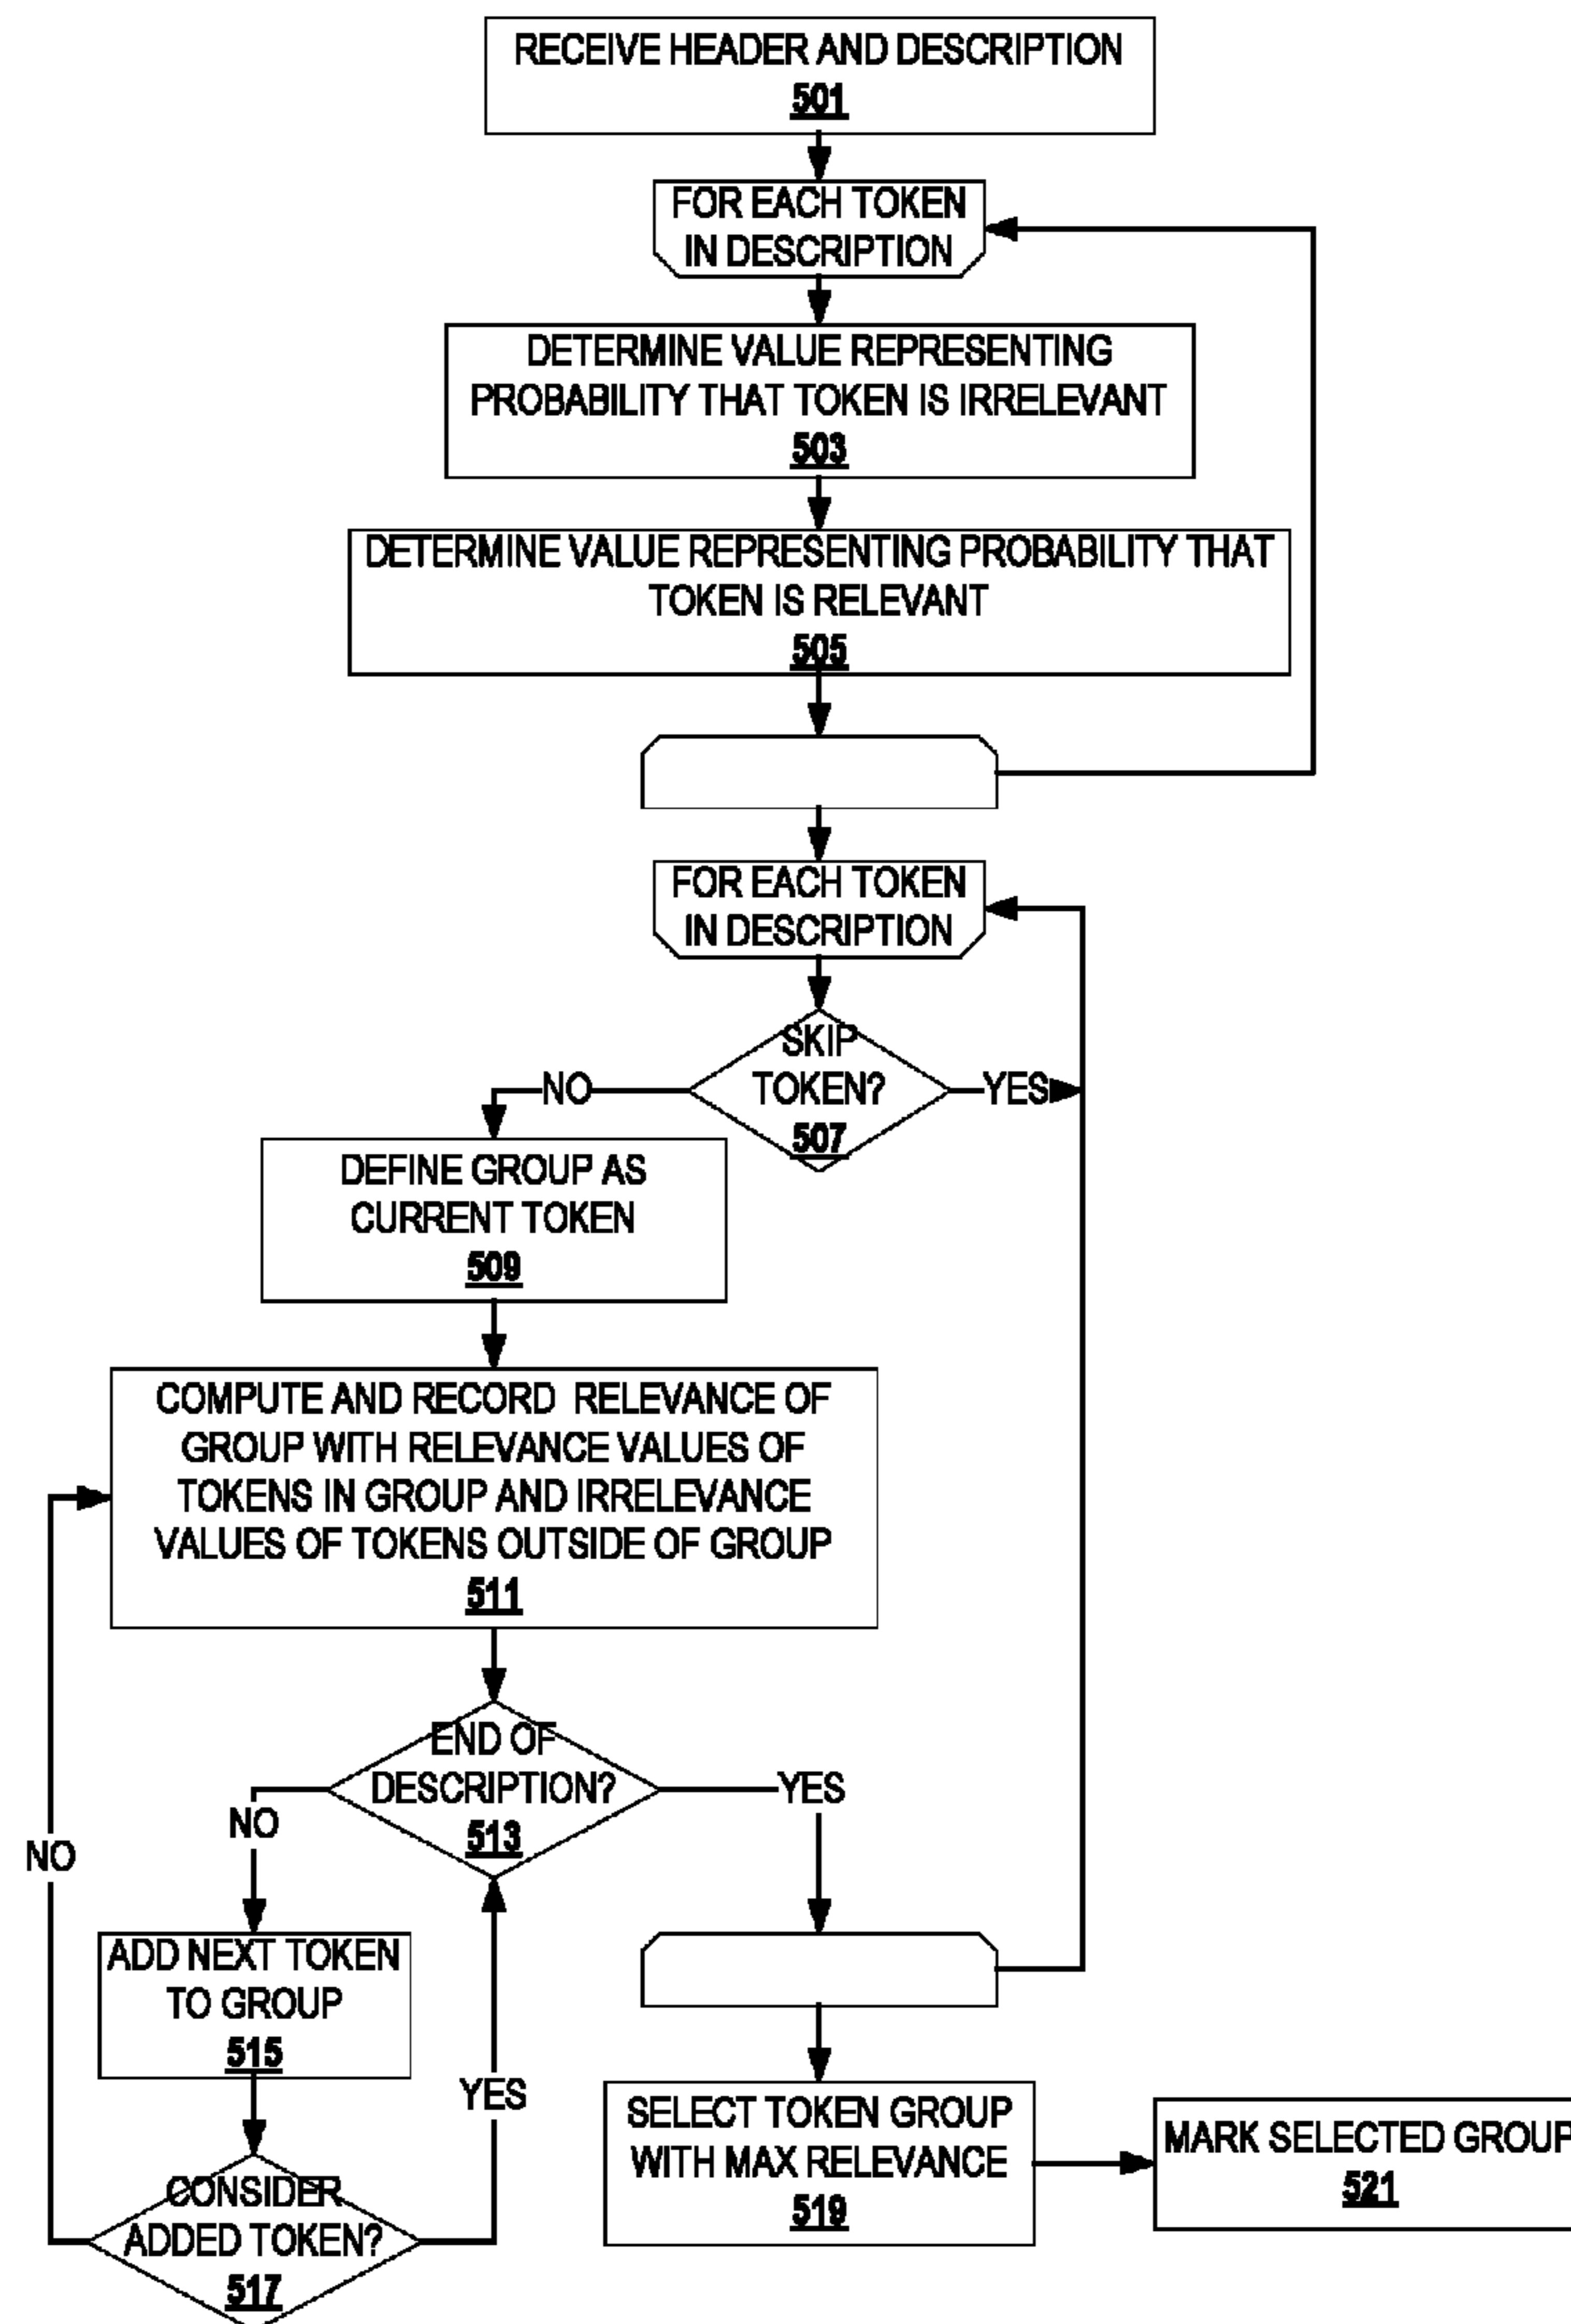 RECEIVE HEADER AND DESCRIPTION
501
FOR EACH TOKEN
IN DESCRIPTION
DETERMINE VALUE REPRESENTING
PROBABILITY THAT TOKEN IS IRRELEVANT
503
DETERMINE VALUE REPRESENTING PROBABILITY THAT
TOKEN IS RELEVANT
505
FOR EACH TOKEN
IN DESCRIPTION
SKIP
TOKEN?
507
NO
YES
DEFINE GROUP AS
CURRENT TOKEN
509
COMPUTE AND RECORD RELEVANCE OF
GROUP WITH RELEVANCE VALUES OF
TOKENS IN GROUP AND IRRELEVANCE
VALUES OF TOKENS OUTSIDE OF GROUP
511
END OF
DESCRIPTION?
513
YES
NO
NO
ADD NEXT TOKEN
TO GROUP
515
YES
CONSIDER
ADDED TOKEN?
517
SELECT TOKEN GROUP
WITH MAX RELEVANCE
519
MARK SELECTED GROUP
521